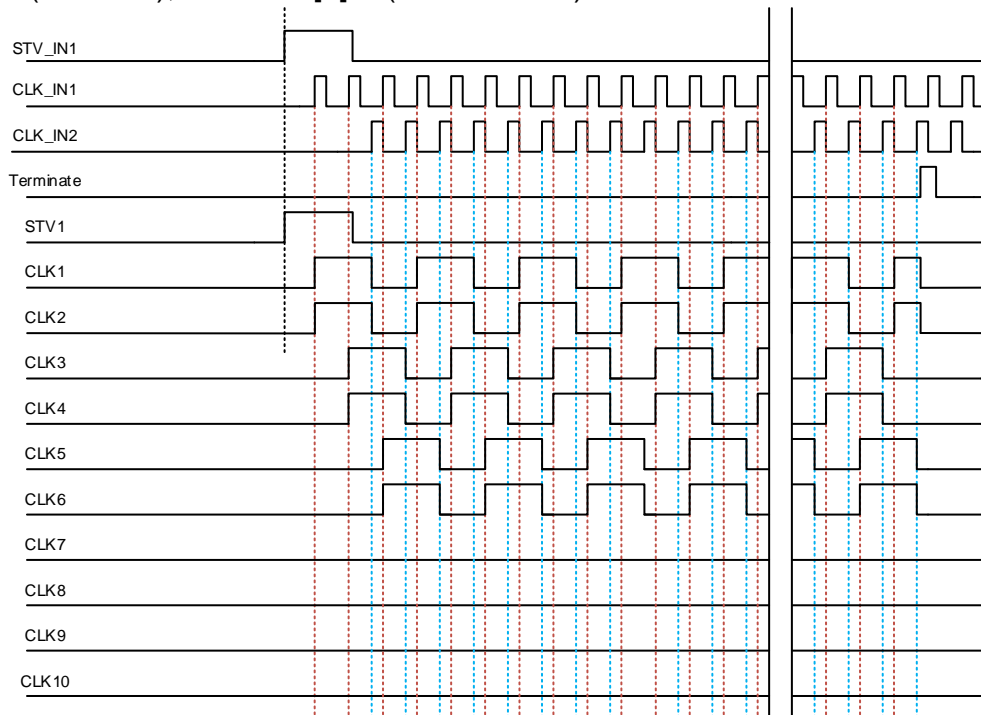 STV_IN1
CLK_IN1
CLK_IN2
Terminate
STV1
CLK1
CLK2
CLK3
CLK4
CLK5
CLK6
CLK7
CLK8
CLK9
CLK10